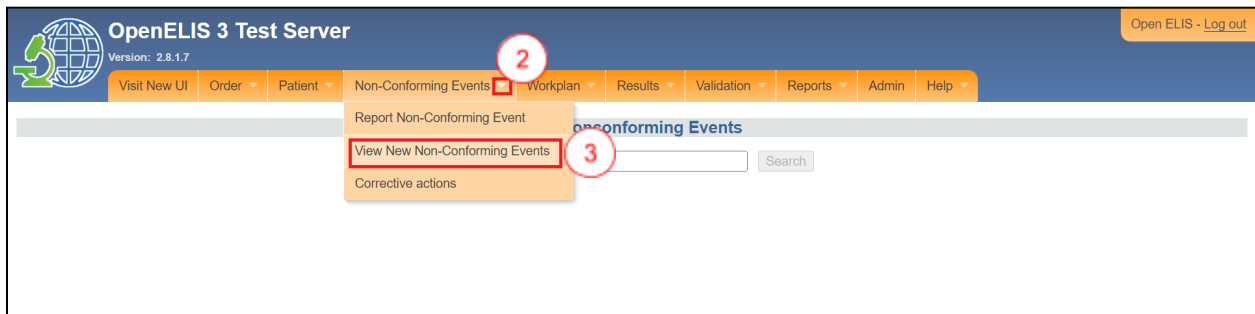 OpenELIS 3 Test Server
Open ELIS - Log out
Version: 2.8.1.7
2
Visit New UI Order Patient Non-Conforming Events Workplan Results Validation Reports Admin Help
Report Non-Conforming Event
Events
View New Non-Conforming Events
3
Search
Corrective actions